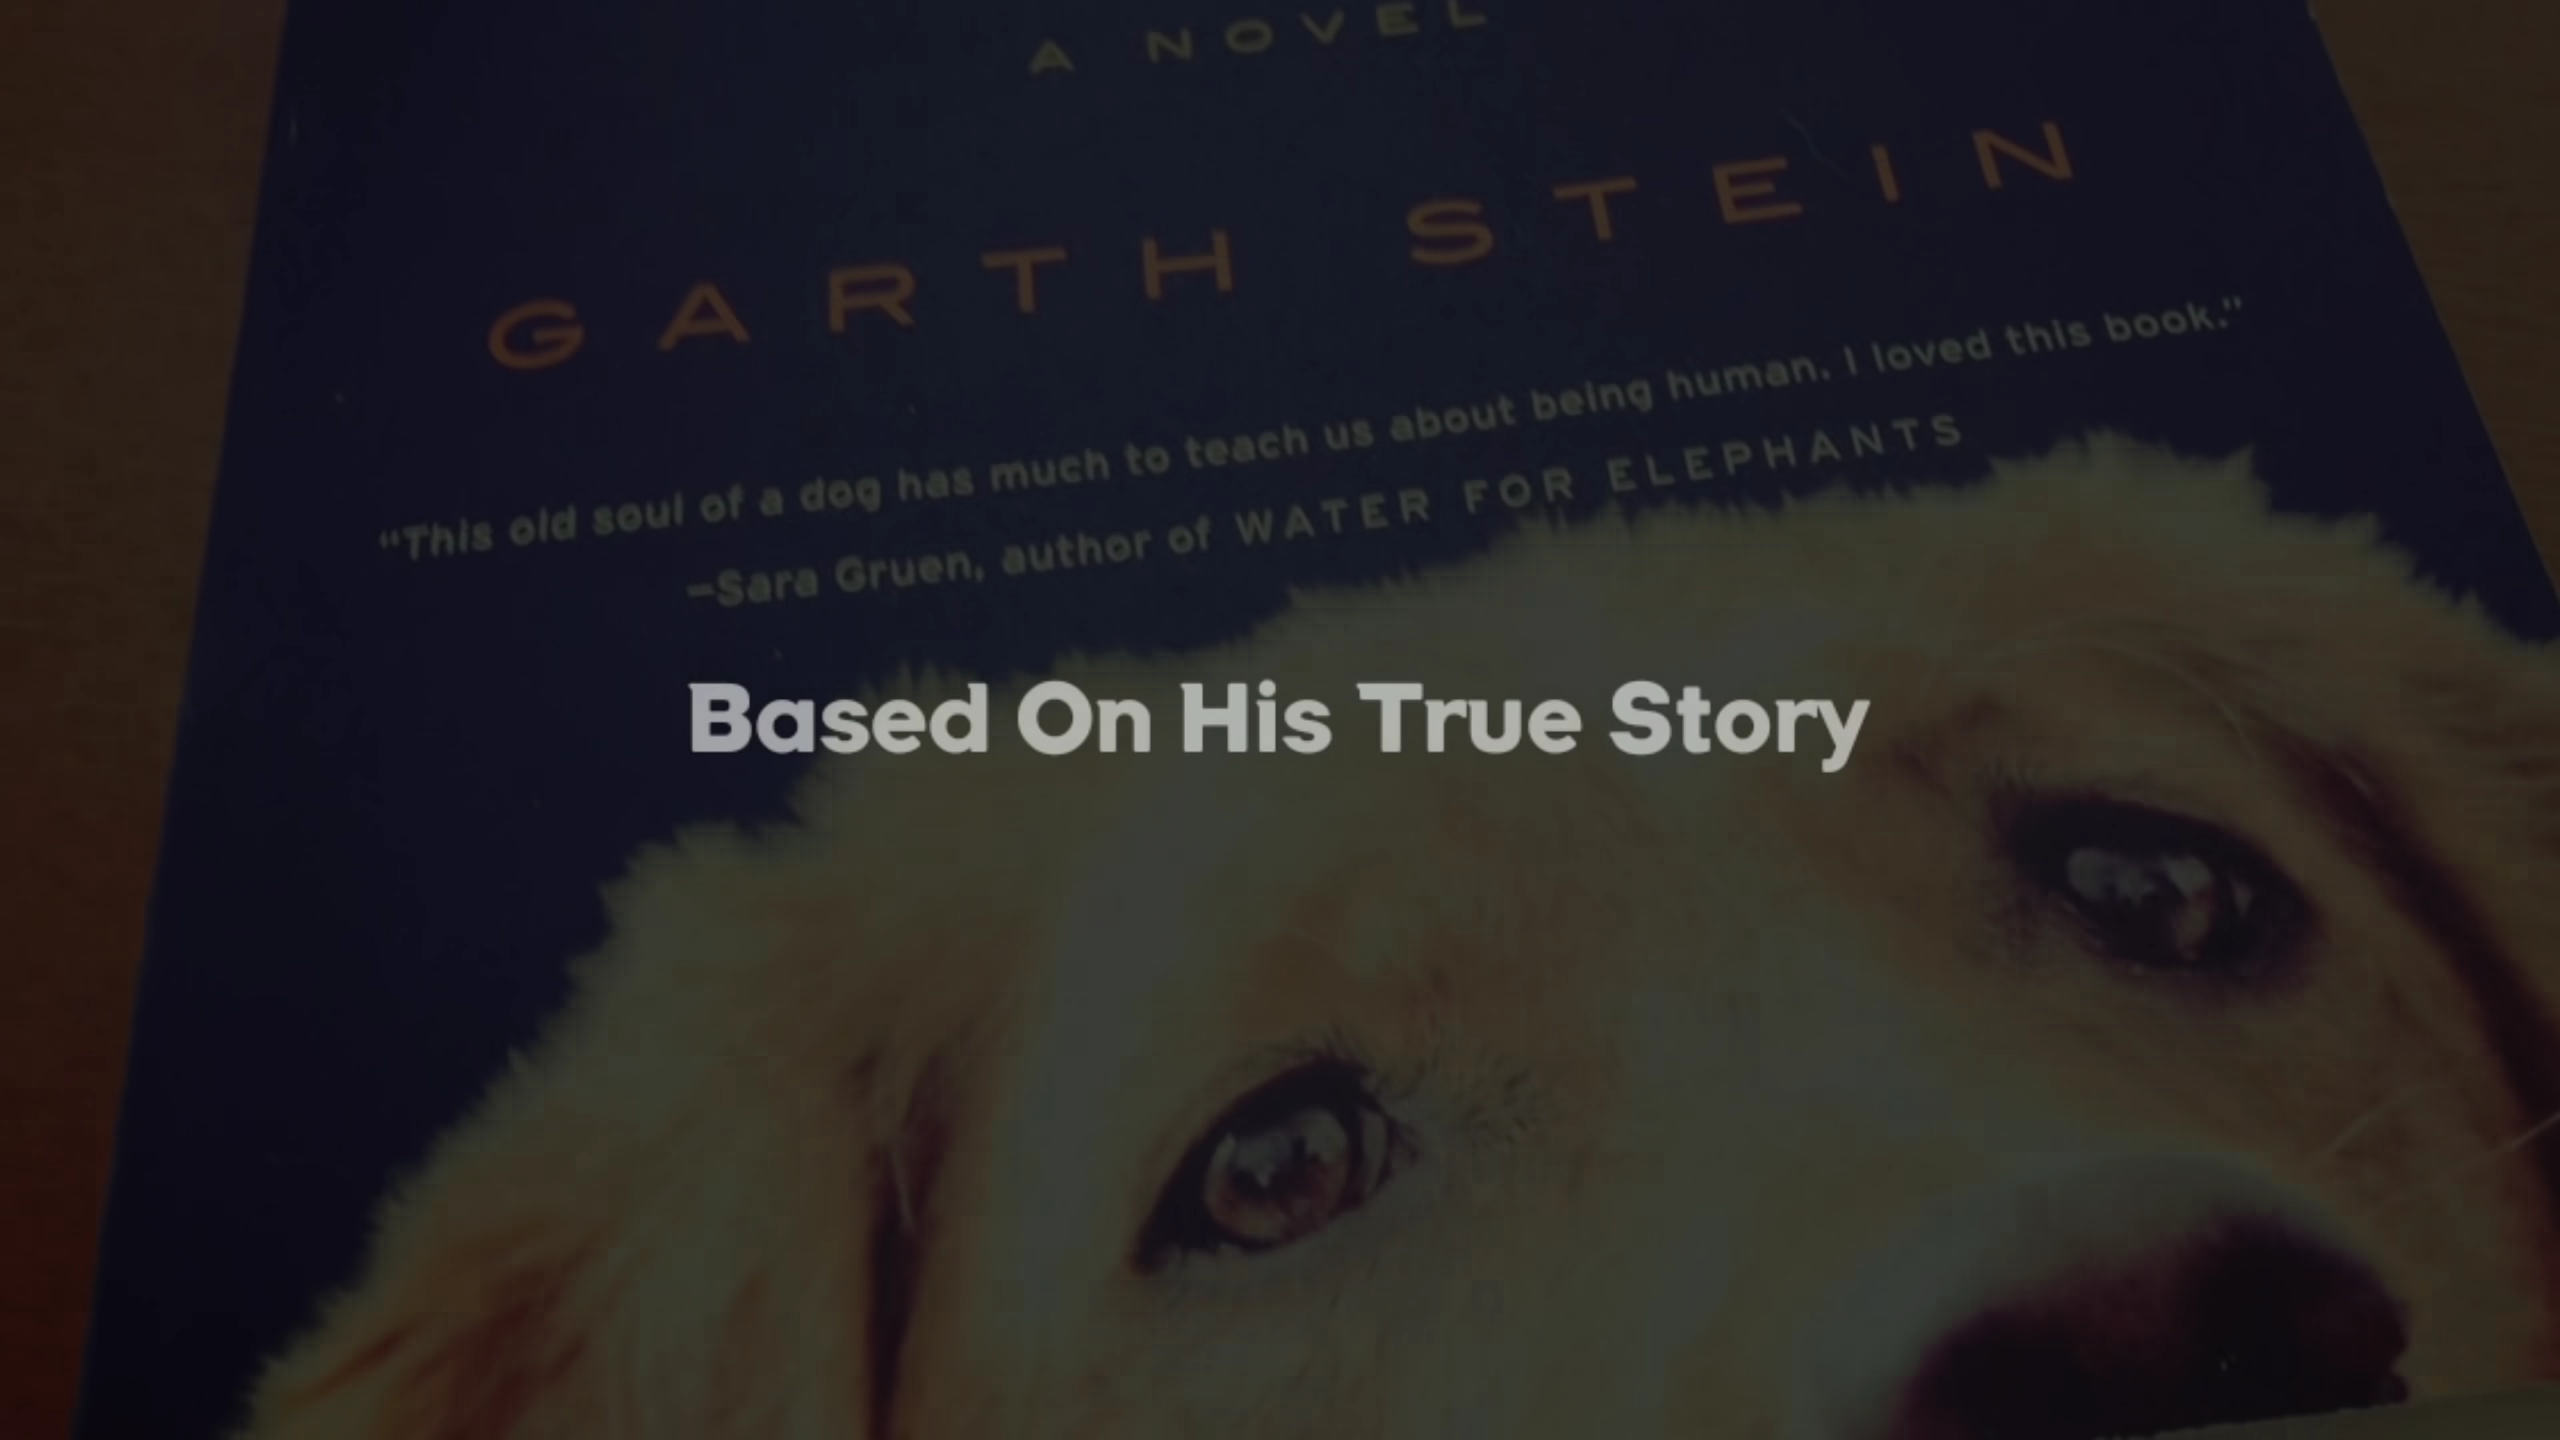 A NOVEL
GARTH STEIN
“This old soul of a dog has much to teach us about being human. I loved this book.”
–Sara Gruen, author of WATER FOR ELEPHANTS
Based On His True Story